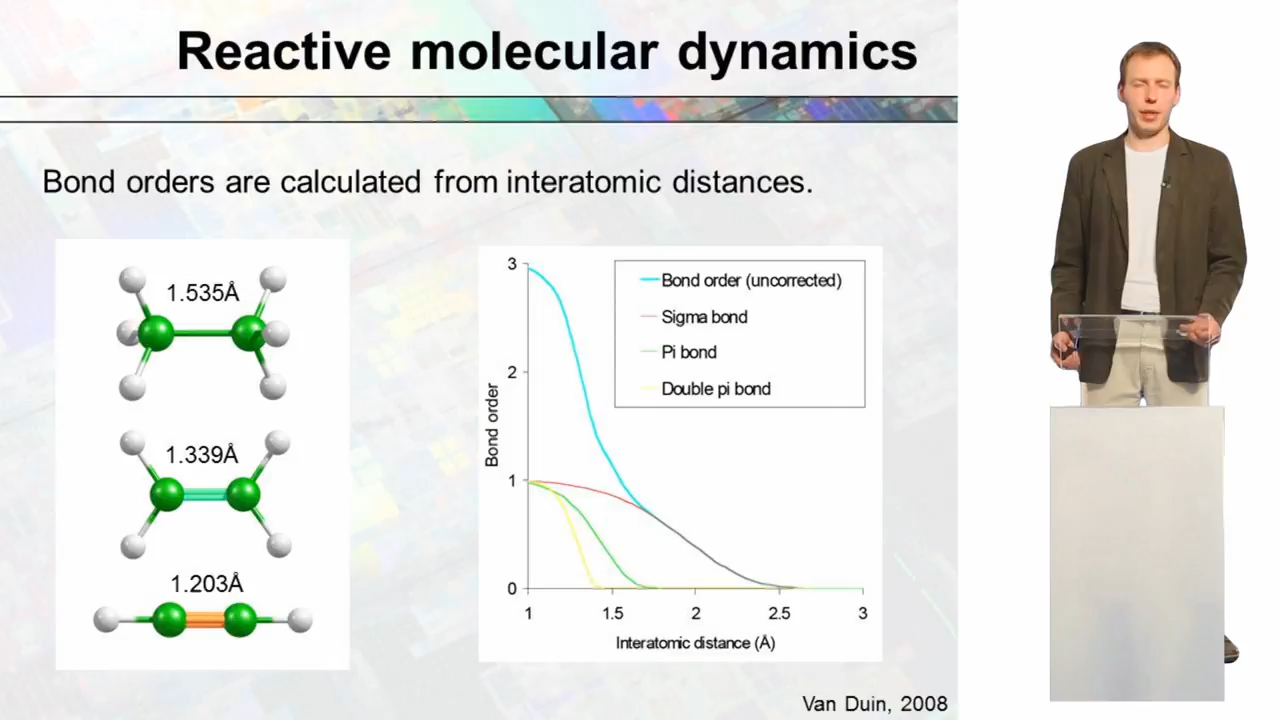 Reactive molecular dynamics
Bond orders are calculated from interatomic distances.
1.535Å
1.339Å
1.203Å
3
2
1
0
Bond order
Bond order (uncorrected)
Sigma bond
Pi bond
Double pi bond
1 1.5 2 2.5 3
Interatomic distance (Å)
Van Duin, 2008